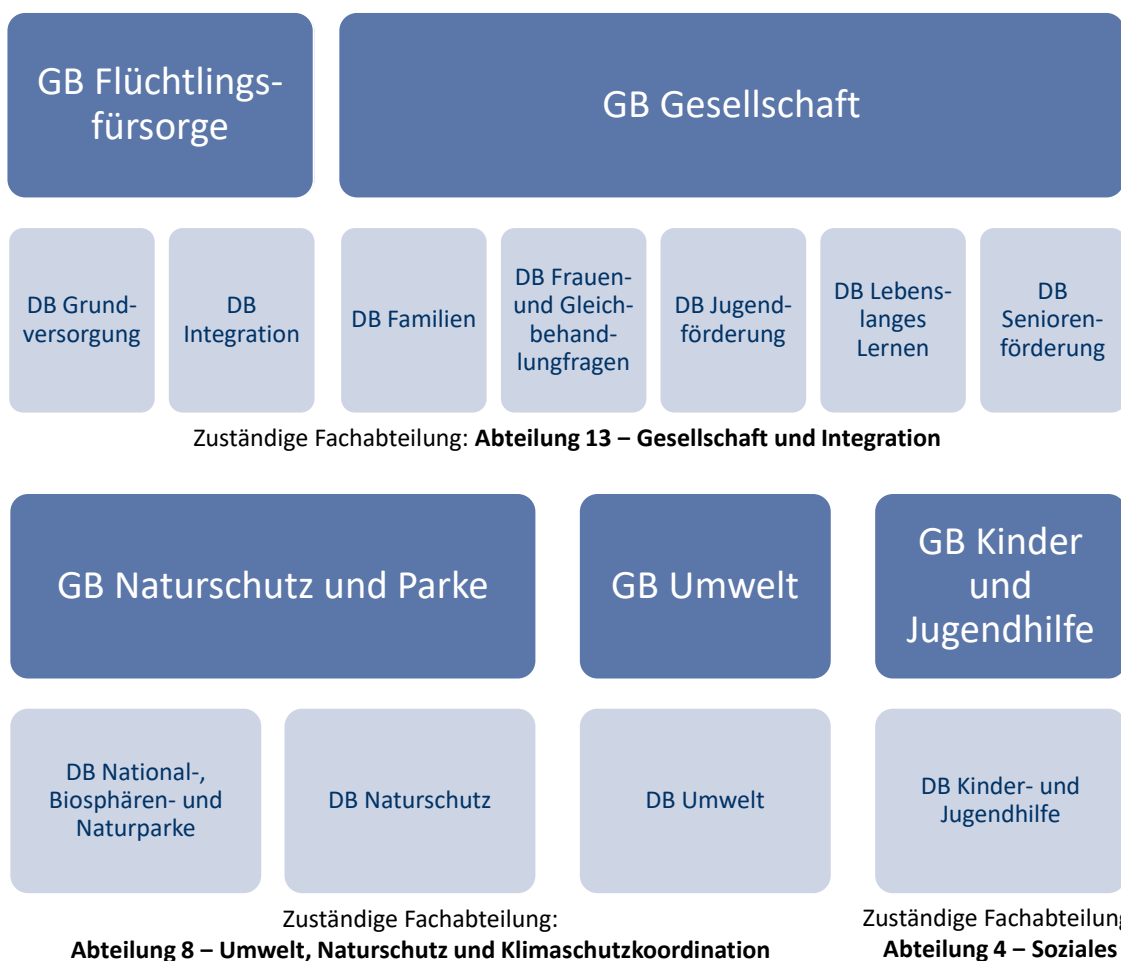 GB Flüchtlings-
fürsorge
GB Gesellschaft
DB Grund-
versorgung
DB
Integration
DB Familien
DB Frauen-
und Gleich-
behand-
lungfragen
DB Jugend-
förderung
DB Lebens-
langes
Lernen
DB
Senioren-
förderung
Zuständige Fachabteilung: Abteilung 13 – Gesellschaft und Integration
GB Naturschutz und Parke
GB Umwelt
GB Kinder
und
Jugendhilfe
DB National-,
Biosphären- und
Naturparke
DB Naturschutz
DB Umwelt
DB Kinder- und
Jugendhilfe
Zuständige Fachabteilung:
Abteilung 8 – Umwelt, Naturschutz und Klimaschutzkoordination
Zuständige Fachabteilung
Abteilung 4 – Soziales